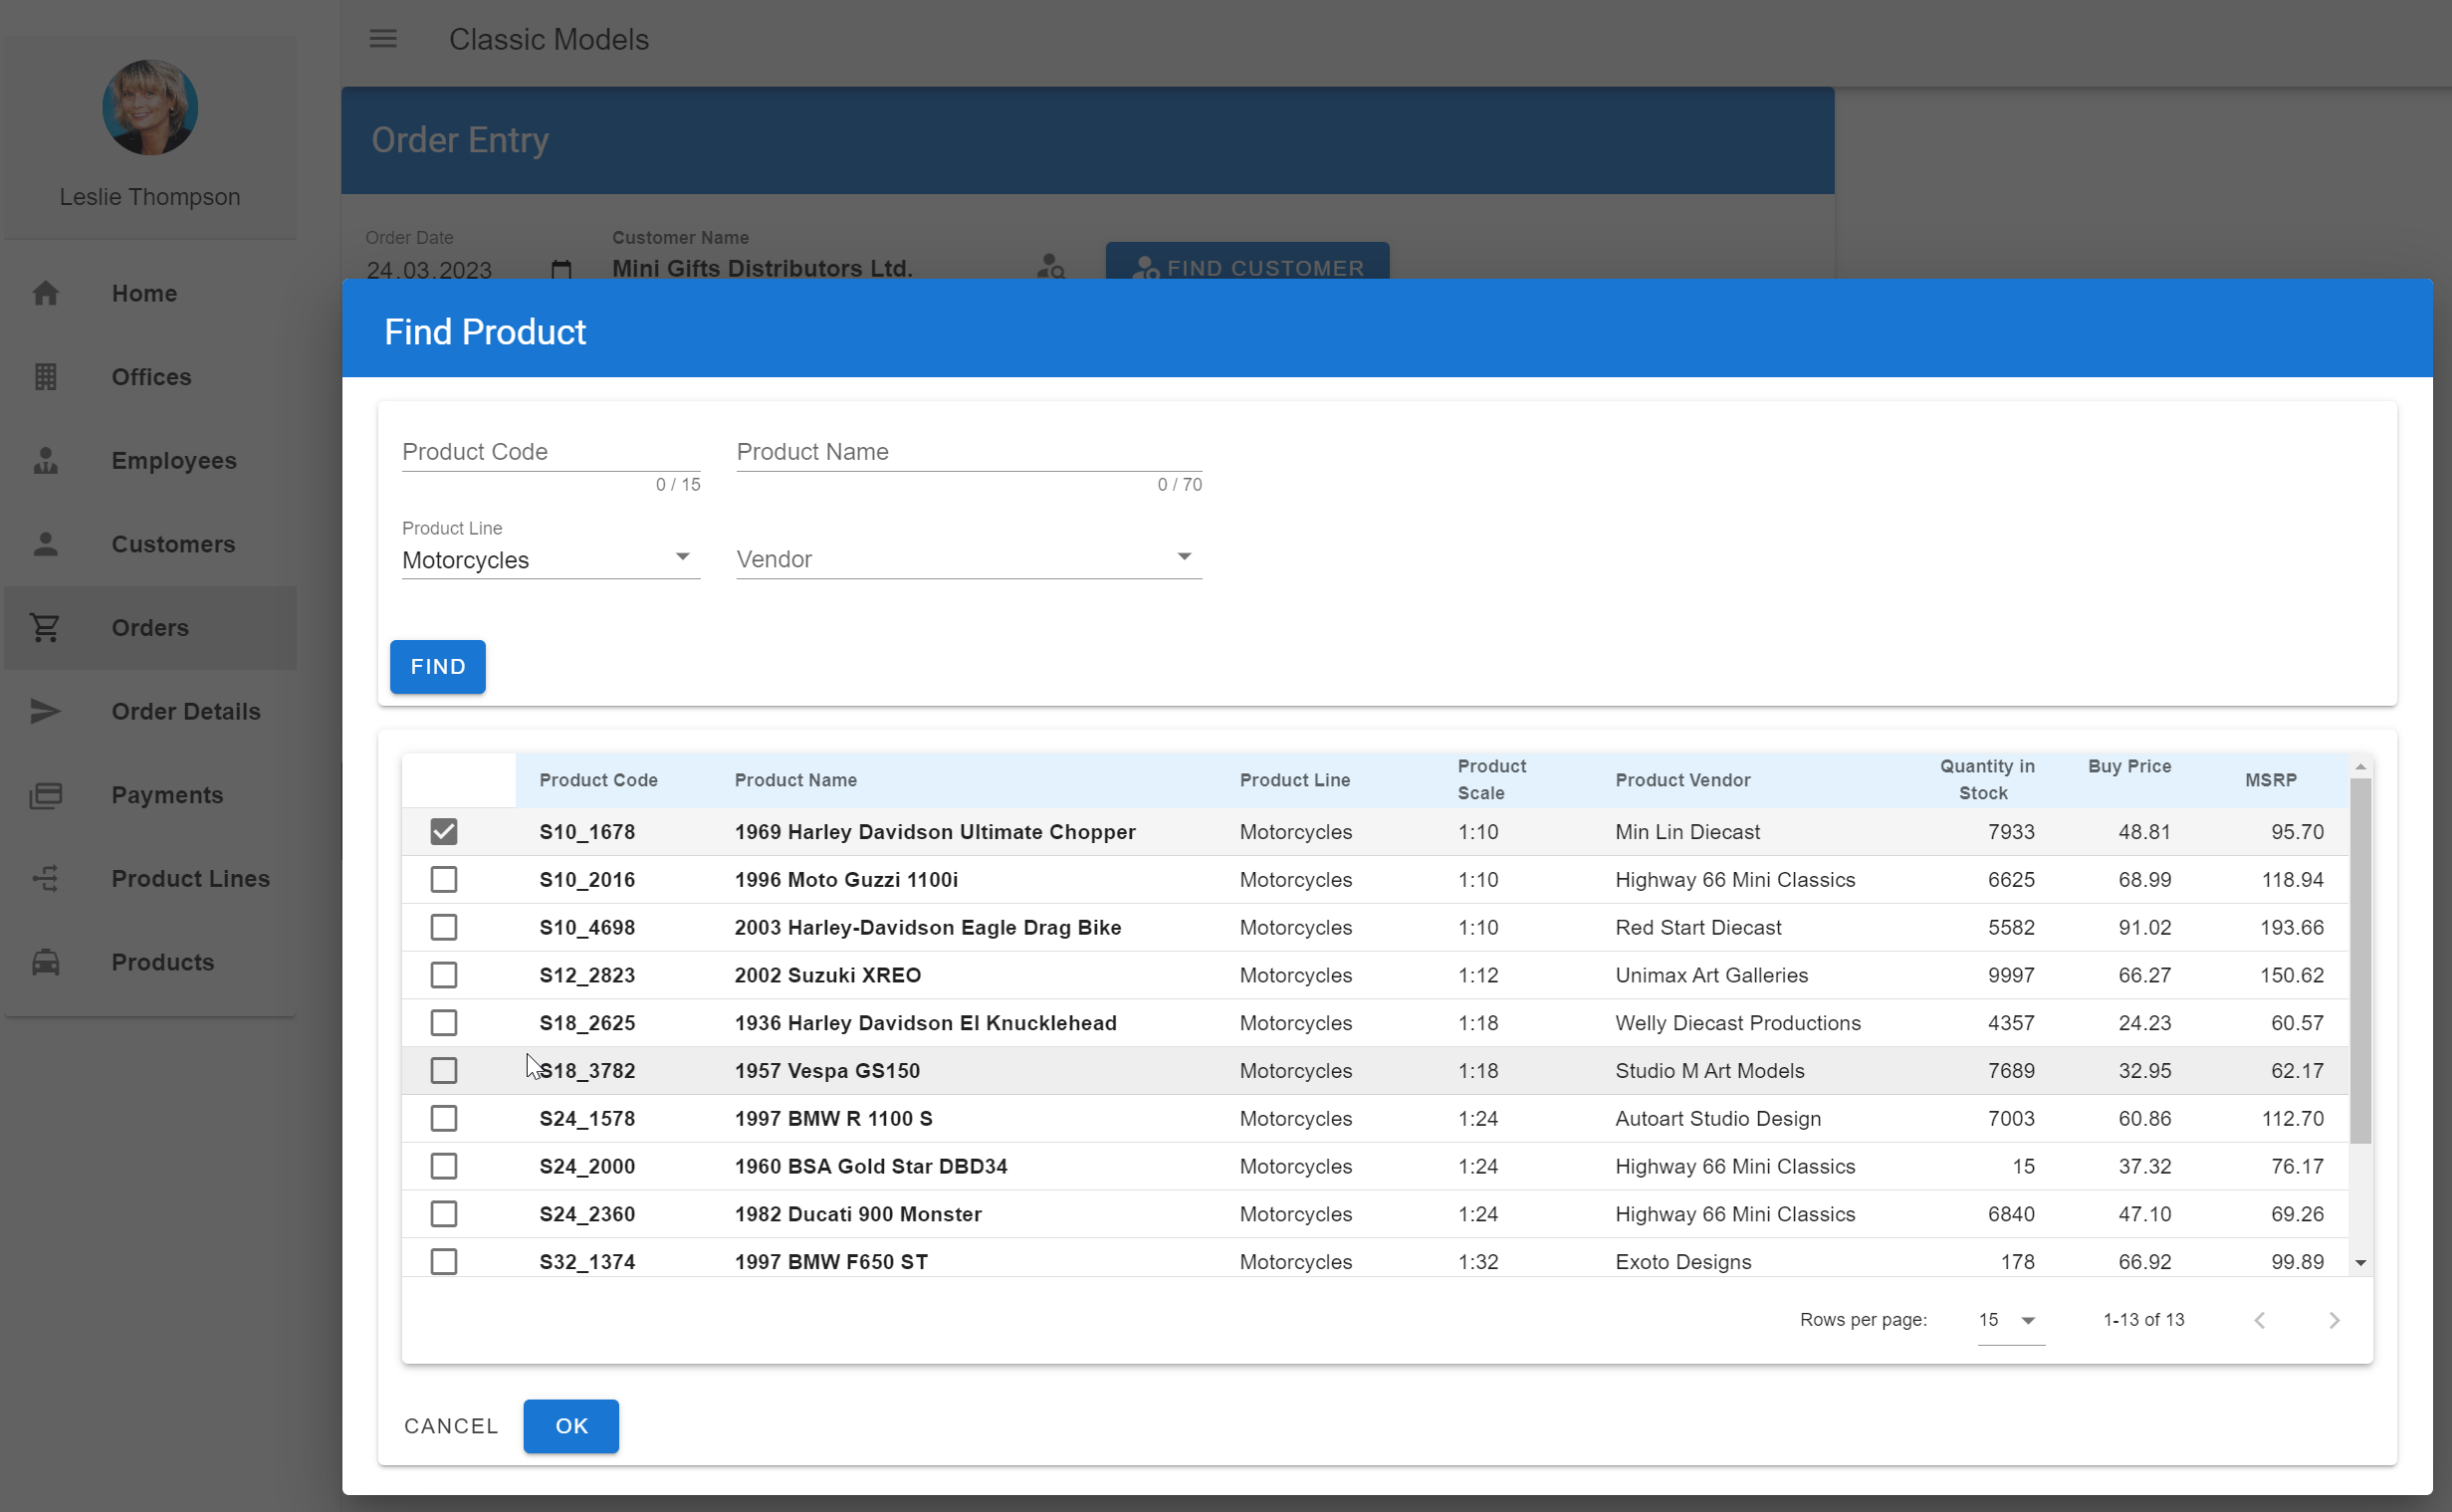 Classic Models
Leslie Thompson
Home
Offices
Employees
Customers
Orders
Order Details
Payments
Product Lines
Products
Order Entry
Order Date
Customer Name
24.03.2023
Mini Gifts Distributors Ltd.
FIND CUSTOMER
Find Product
Product Code
Product Name
0 / 15
0 / 70
Product Line
Motorcycles
Vendor
FIND
Product Code Product Name Product Line Product Scale Product Vendor Quantity in Stock Buy Price MSRP
S10_1678 1969 Harley Davidson Ultimate Chopper Motorcycles 1:10 Min Lin Diecast 7933 48.81 95.70
S10_2016 1996 Moto Guzzi 1100i Motorcycles 1:10 Highway 66 Mini Classics 6625 68.99 118.94
S10_4698 2003 Harley-Davidson Eagle Drag Bike Motorcycles 1:10 Red Start Diecast 5582 91.02 193.66
S12_2823 2002 Suzuki XREO Motorcycles 1:12 Unimax Art Galleries 9997 66.27 150.62
S18_2625 1936 Harley Davidson El Knucklehead Motorcycles 1:18 Welly Diecast Productions 4357 24.23 60.57
S18_3782 1957 Vespa GS150 Motorcycles 1:18 Studio M Art Models 7689 32.95 62.17
S24_1578 1997 BMW R 1100 S Motorcycles 1:24 Autoart Studio Design 7003 60.86 112.70
S24_2000 1960 BSA Gold Star DBD34 Motorcycles 1:24 Highway 66 Mini Classics 15 37.32 76.17
S24_2360 1982 Ducati 900 Monster Motorcycles 1:24 Highway 66 Mini Classics 6840 47.10 69.26
S32_1374 1997 BMW F650 ST Motorcycles 1:32 Exoto Designs 178 66.92 99.89
Rows per page: 15 1-13 of 13
CANCEL
OK